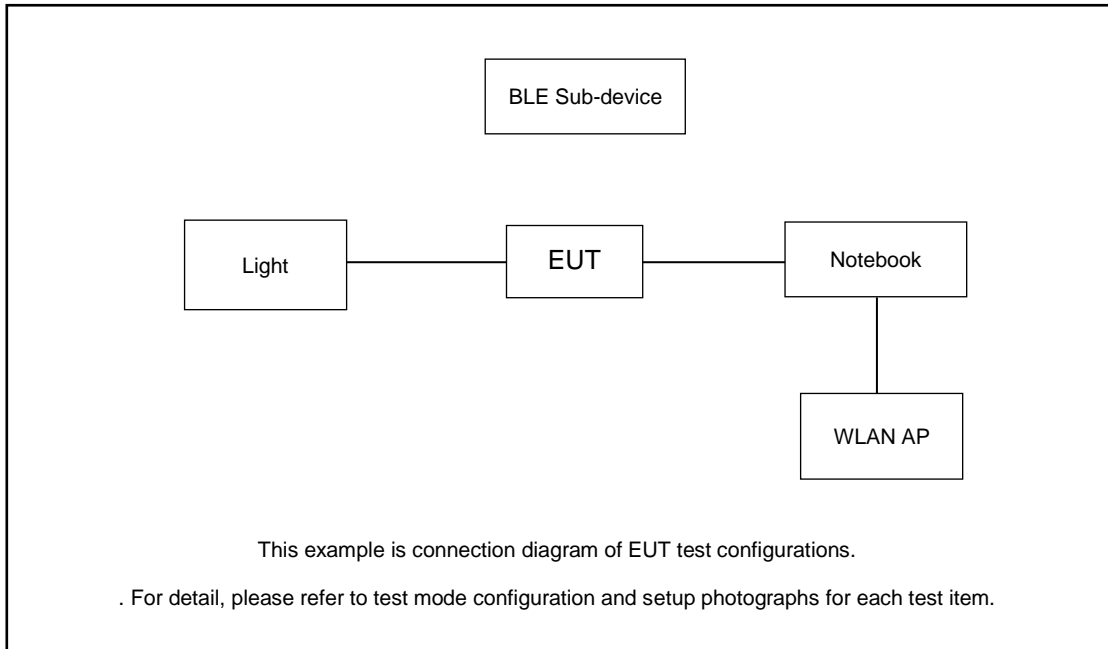 BLE Sub-device
Light
EUT
Notebook
WLAN AP
This example is connection diagram of EUT test configurations.
. For detail, please refer to test mode configuration and setup photographs for each test item.